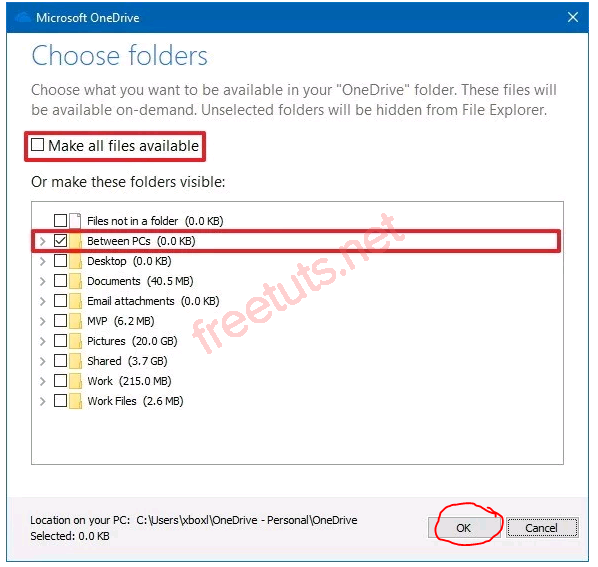 Microsoft OneDrive
Choose folders
Choose what you want to be available in your "OneDrive" folder. These files will
be available on-demand. Unselected folders will be hidden from File Explorer.
Make all files available
Or make these folders visible:
Files not in a folder (0.0 KB)
Between PCs (0.0 KB)
Desktop (0.0 KB)
Documents (40.5 MB)
Email attachments (0.0 KB)
MVP (6.2 MB)
Pictures (20.0 GB)
Shared (3.7 GB)
Work (215.0 MB)
Work Files (2.6 MB)
freetuts.net
Location on your PC: C:\Users\xboxl\OneDrive - Personal\OneDrive
Selected: 0.0 KB
OK
Cancel